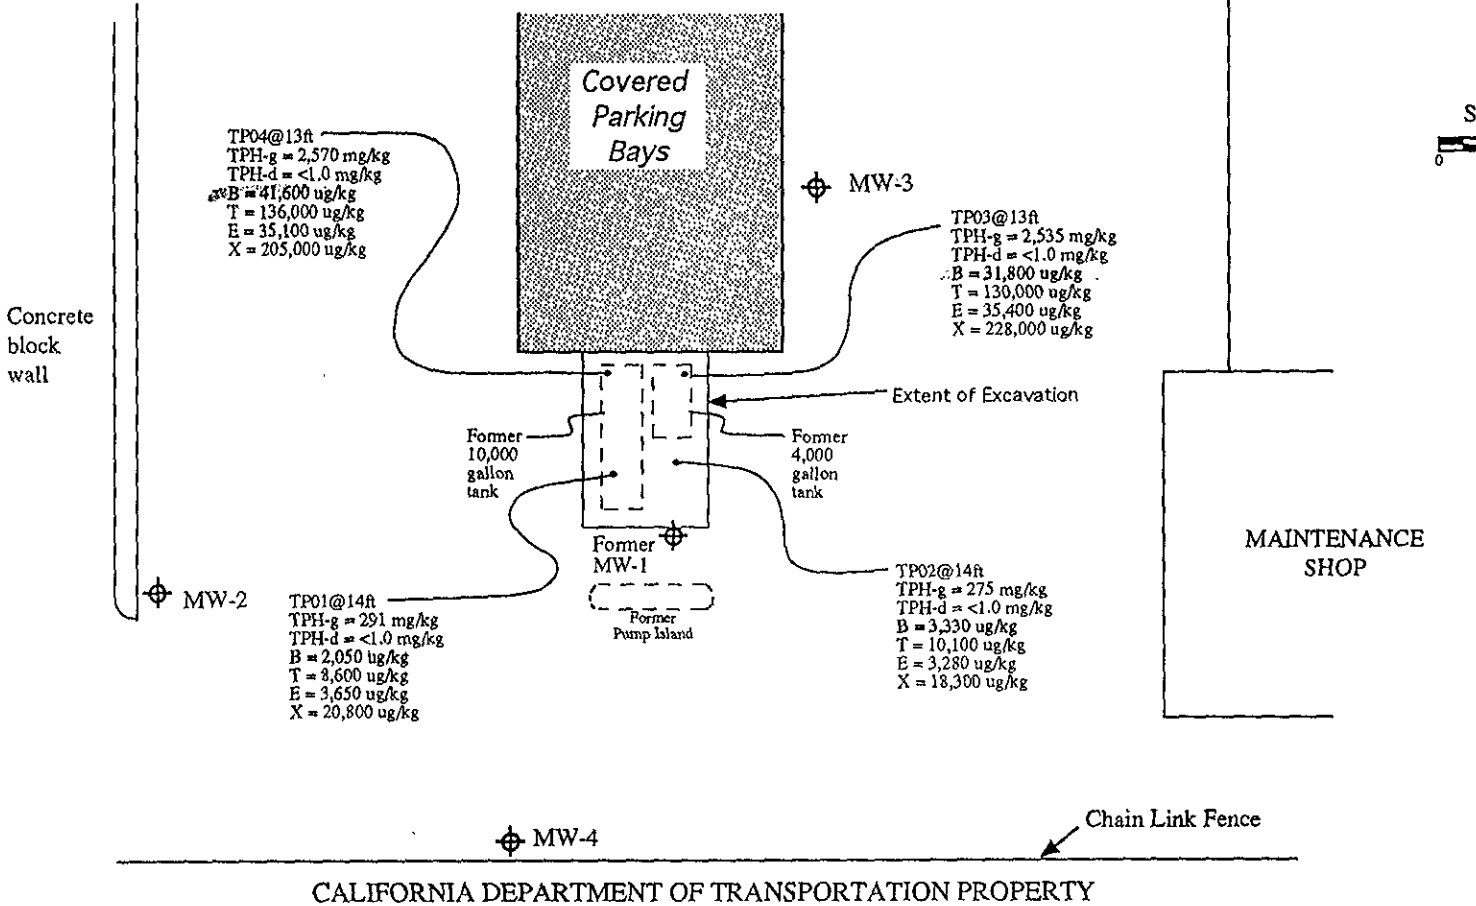 Covered
Parking
Bays
TP04@13ft
TPH-g = 2,570 mg/kg
TPH-d = <1.0 mg/kg
B = 41,600 ug/kg
T = 136,000 ug/kg
E = 35,100 ug/kg
X = 205,000 ug/kg
MW-3
S
0
TP03@13ft
TPH-g = 2,535 mg/kg
TPH-d = <1.0 mg/kg
B = 31,800 ug/kg
T = 130,000 ug/kg
E = 35,400 ug/kg
X = 228,000 ug/kg
Concrete
block
wall
Extent of Excavation
Former
10,000
gallon
tank
Former
4,000
gallon
tank
Former
MW-1
MAINTENANCE
SHOP
MW-2
TP01@14ft
TPH-g = 291 mg/kg
TPH-d = <1.0 mg/kg
B = 2,050 ug/kg
T = 8,600 ug/kg
E = 3,650 ug/kg
X = 20,800 ug/kg
Former
Pump Island
TP02@14ft
TPH-g = 275 mg/kg
TPH-d = <1.0 mg/kg
B = 3,330 ug/kg
T = 10,100 ug/kg
E = 3,280 ug/kg
X = 18,300 ug/kg
MW-4
Chain Link Fence
CALIFORNIA DEPARTMENT OF TRANSPORTATION PROPERTY